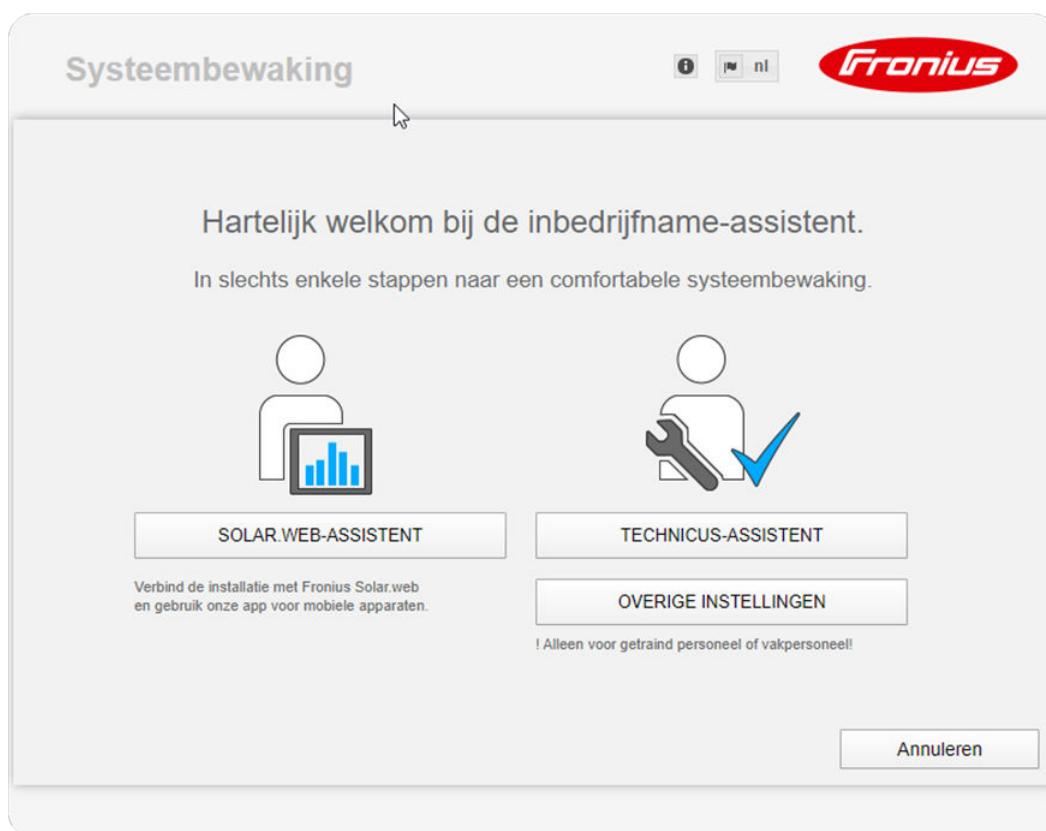 Systeembewaking
nl
Fronius
Hartelijk welkom bij de inbedrijfname-assistent.
In slechts enkele stappen naar een comfortabele systeembewaking.
SOLAR.WEB-ASSISTENT
Verbind de installatie met Fronius Solar.web
en gebruik onze app voor mobiele apparaten.
TECHNICUS-ASSISTENT
OVERIGE INSTELLINGEN
! Alleen voor getraind personeel of vakpersoneel!
Annuleren